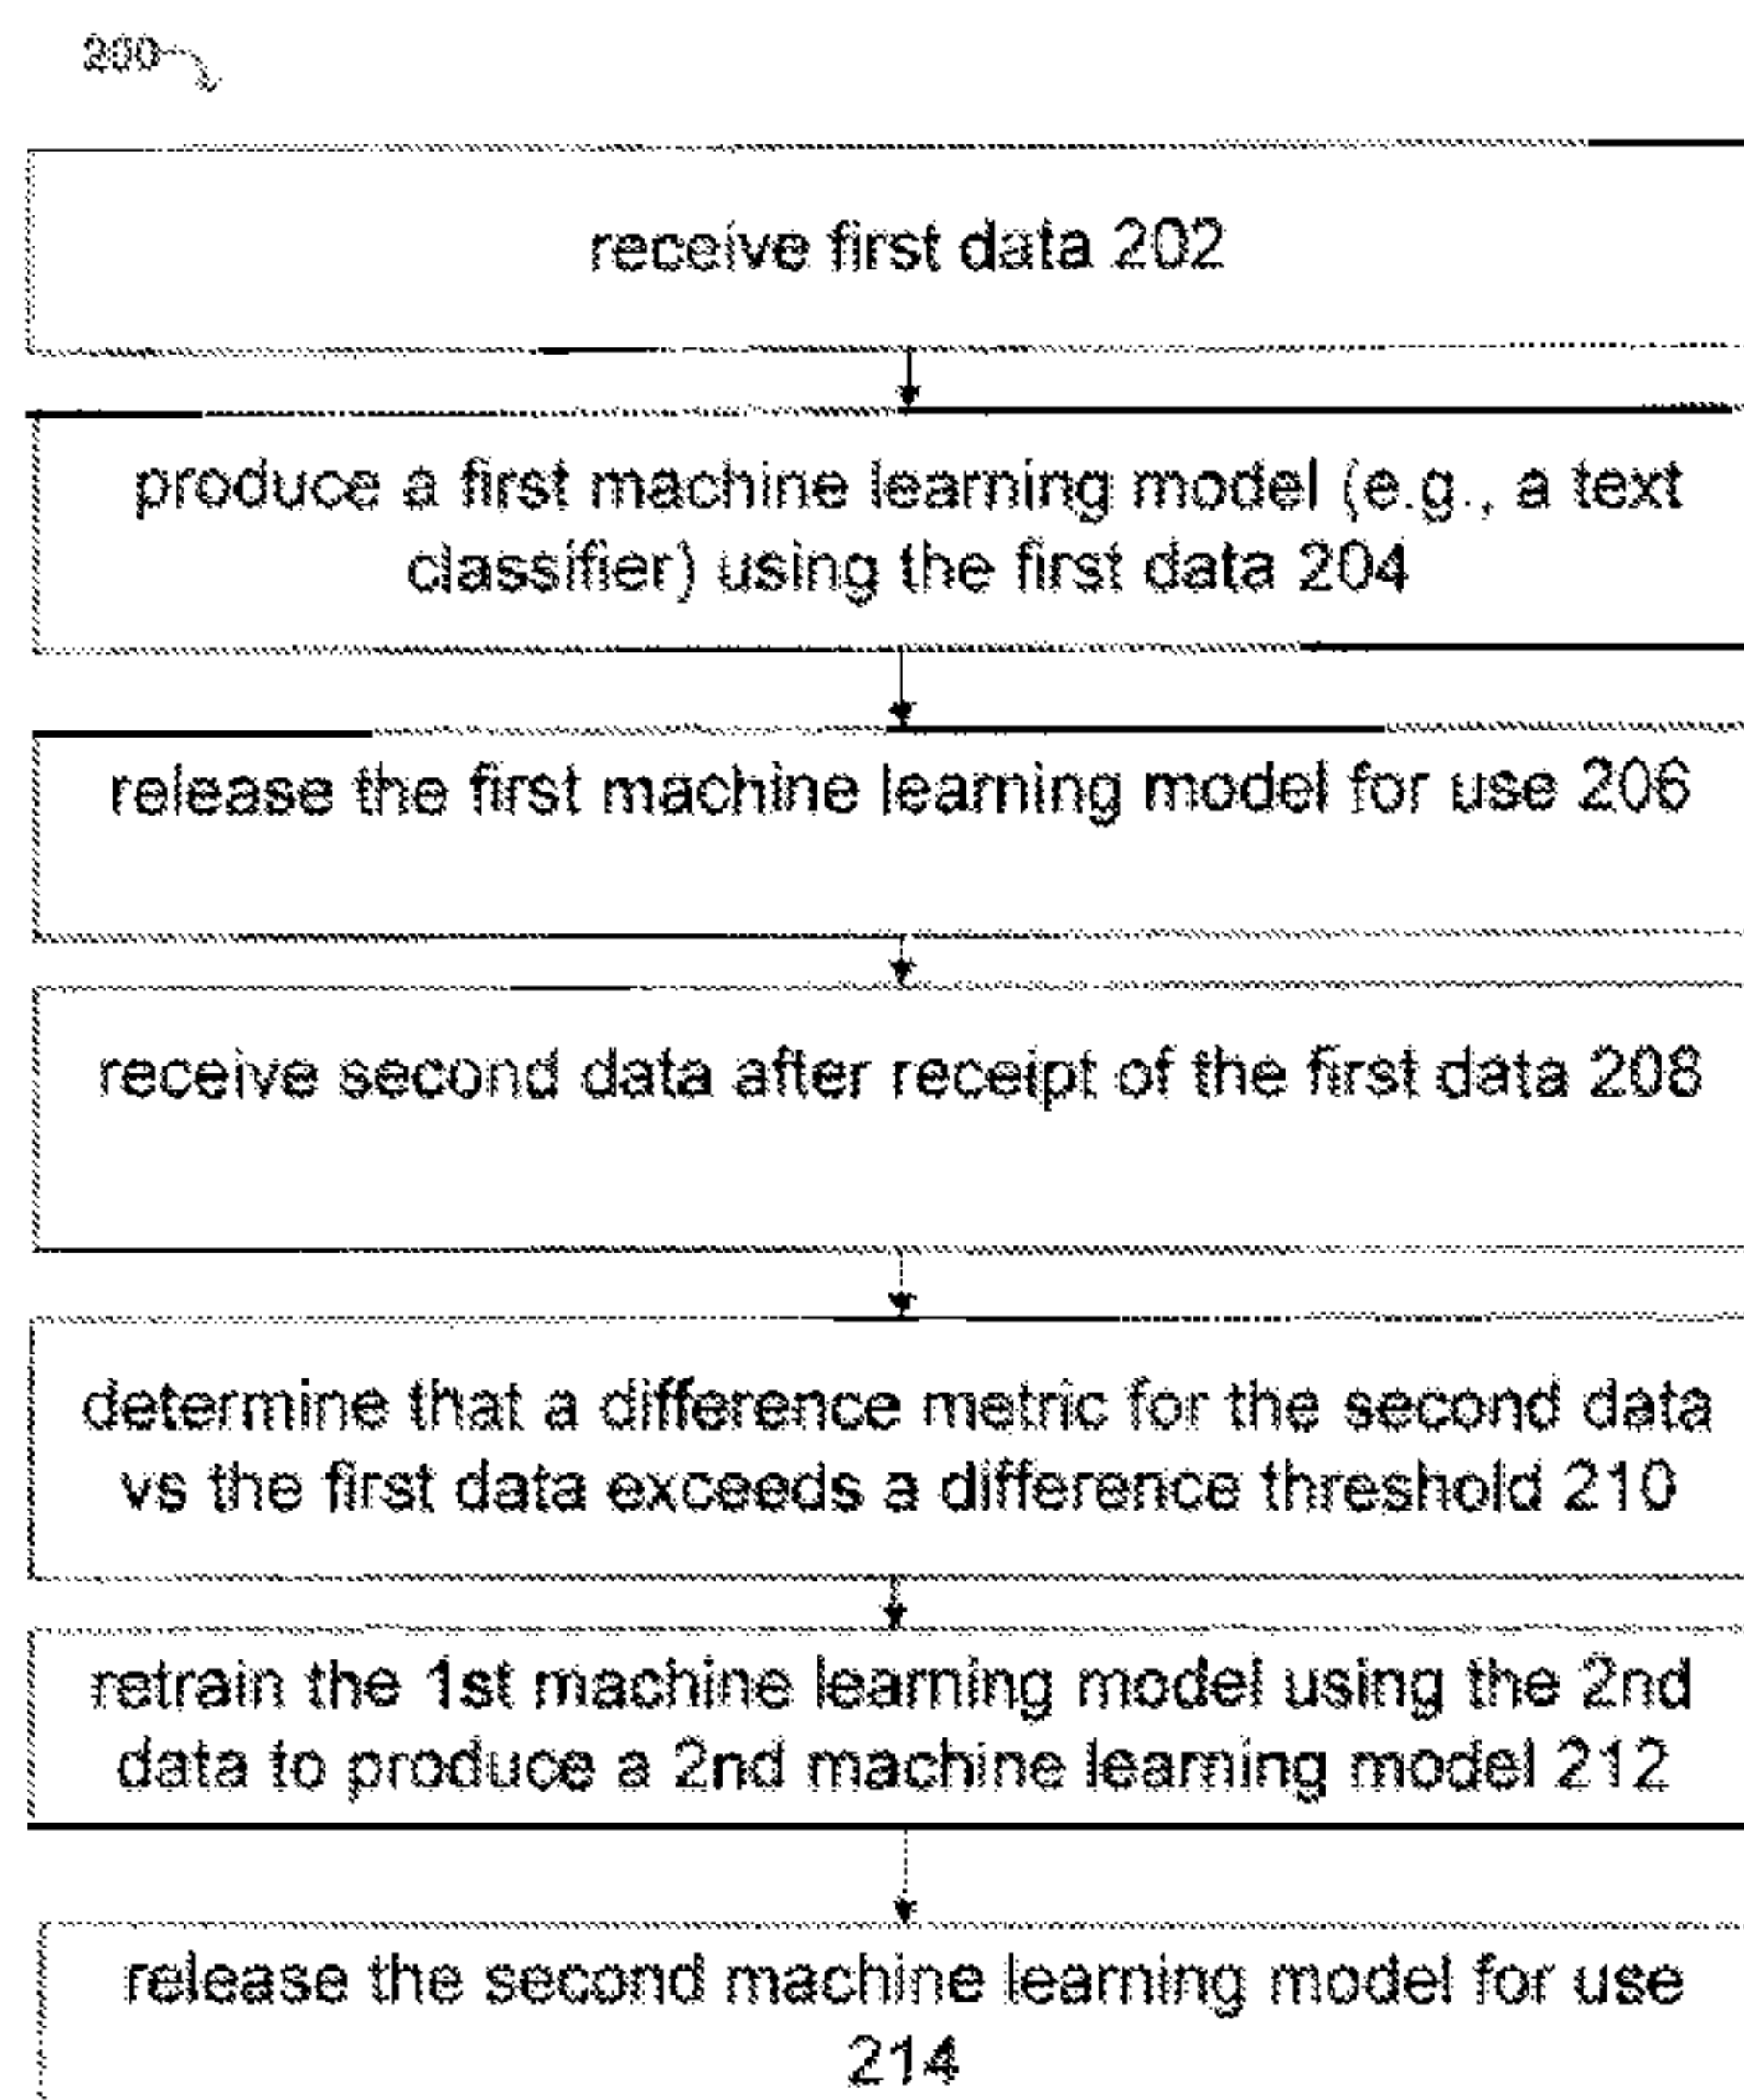 200
receive first data 202
produce a first machine learning model (e.g., a text
classifier) using the first data 204
release the first machine learning model for use 206
receive second data after receipt of the first data 208
determine that a difference metric for the second data
vs the first data exceeds a difference threshold 210
retrain the 1st machine learning model using the 2nd
data to produce a 2nd machine learning model 212
release the second machine learning model for use
214